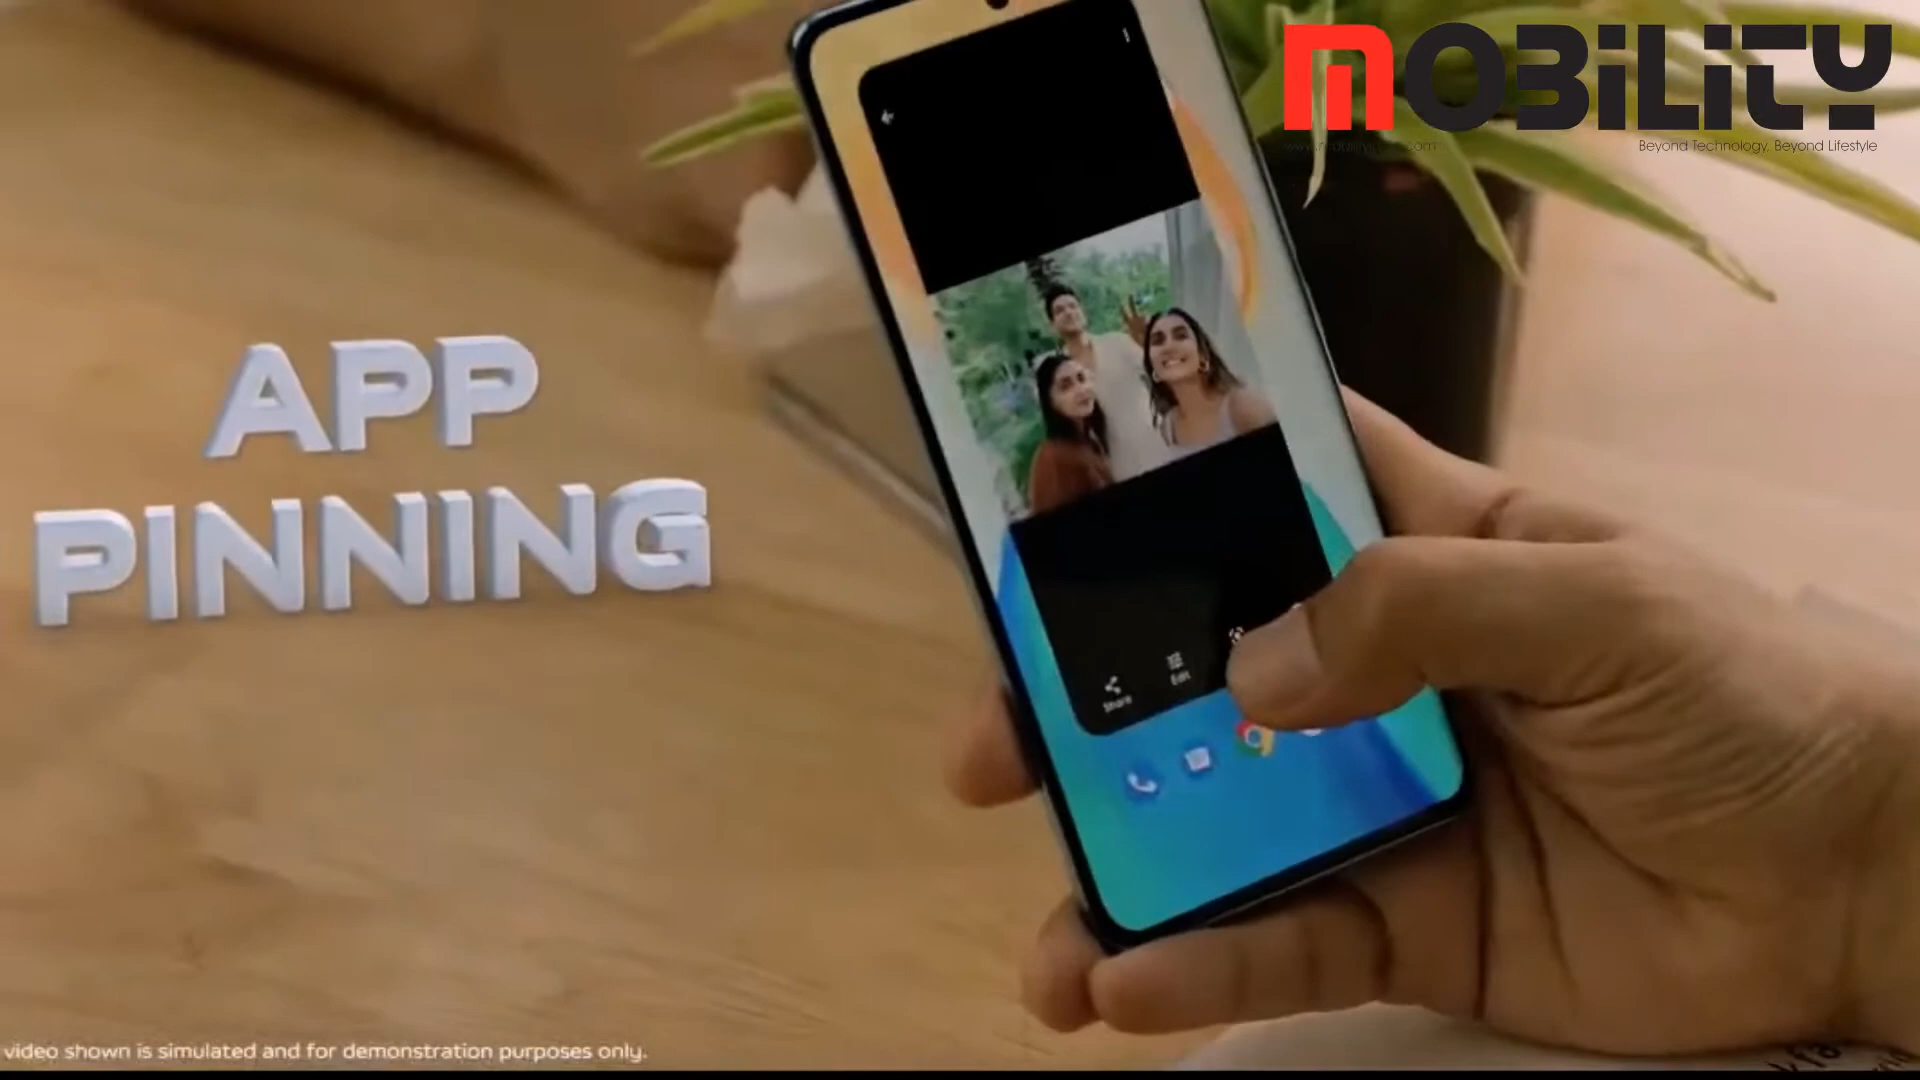 MOBiLiTY
Beyond Technology, Beyond Lifestyle
APP
PINNING
Share
Edit
video shown is simulated and for demonstration purposes only.